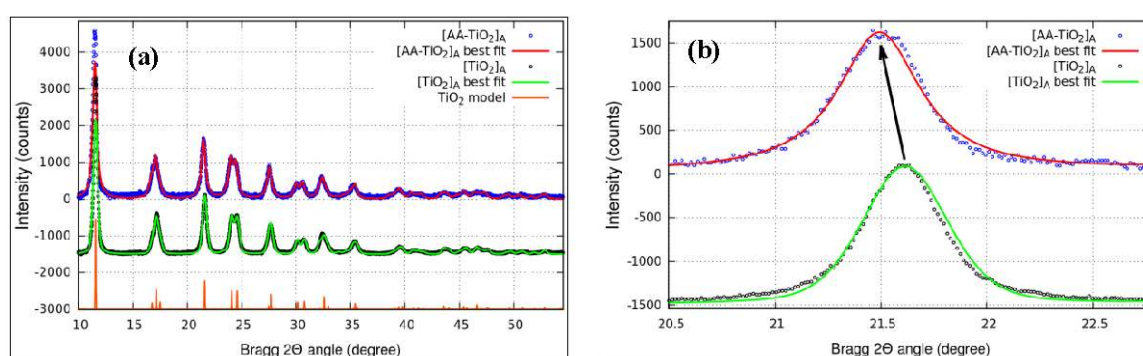 (a)
[AA-TiO₂]A
[AA-TiO₂]A best fit
[TiO₂]A
[TiO₂]A best fit
TiO₂ model
Intensity (counts)
4000
3000
2000
1000
0
-1000
-2000
-3000
10 15 20 25 30 35 40 45 50
Bragg 2Θ angle (degree)
(b)
[AA-TiO₂]A
[AA-TiO₂]A best fit
[TiO₂]A
[TiO₂]A best fit
Intensity (counts)
1500
1000
500
0
-500
-1000
-1500
20.5 21 21.5 22 22.5
Bragg 2Θ angle (degree)